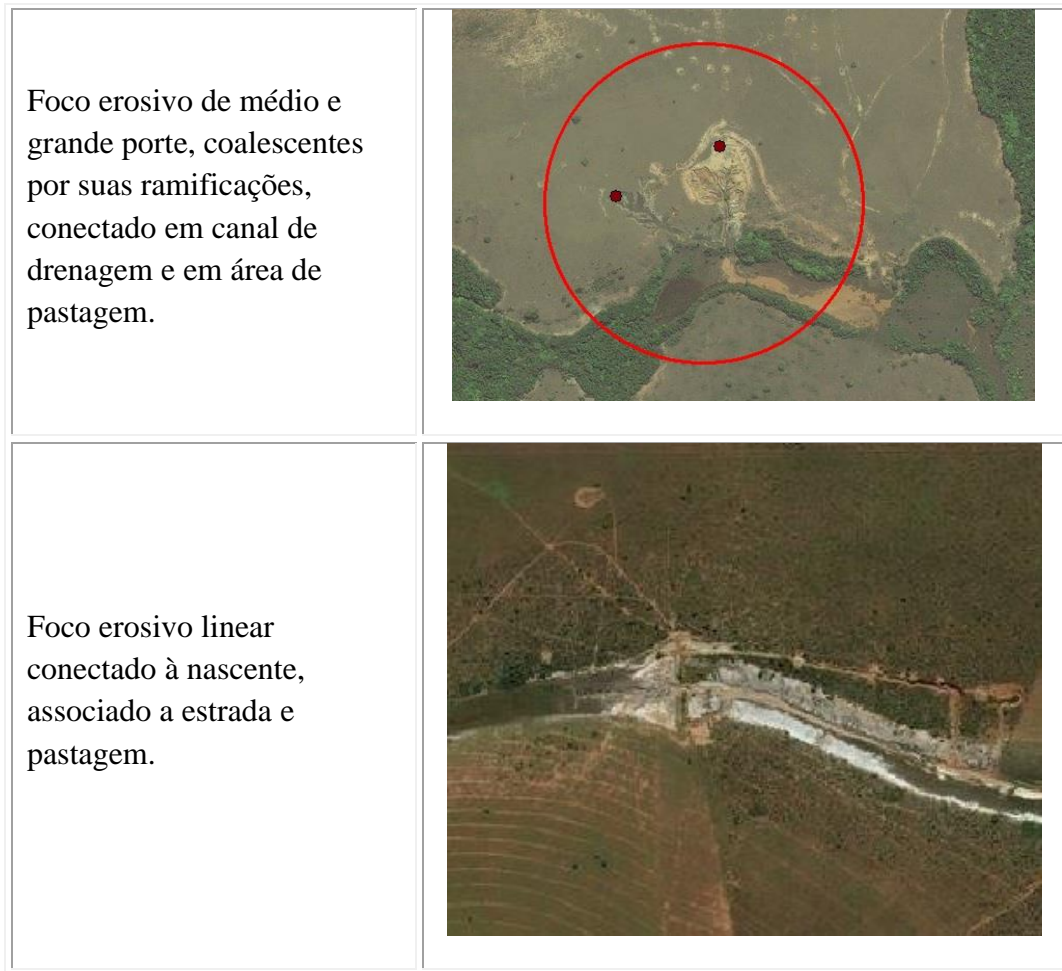 Foco erosivo de médio e
grande porte, coalescentes
por suas ramificações,
conectado em canal de
drenagem e em área de
pastagem.
Foco erosivo linear
conectado à nascente,
associado a estrada e
pastagem.